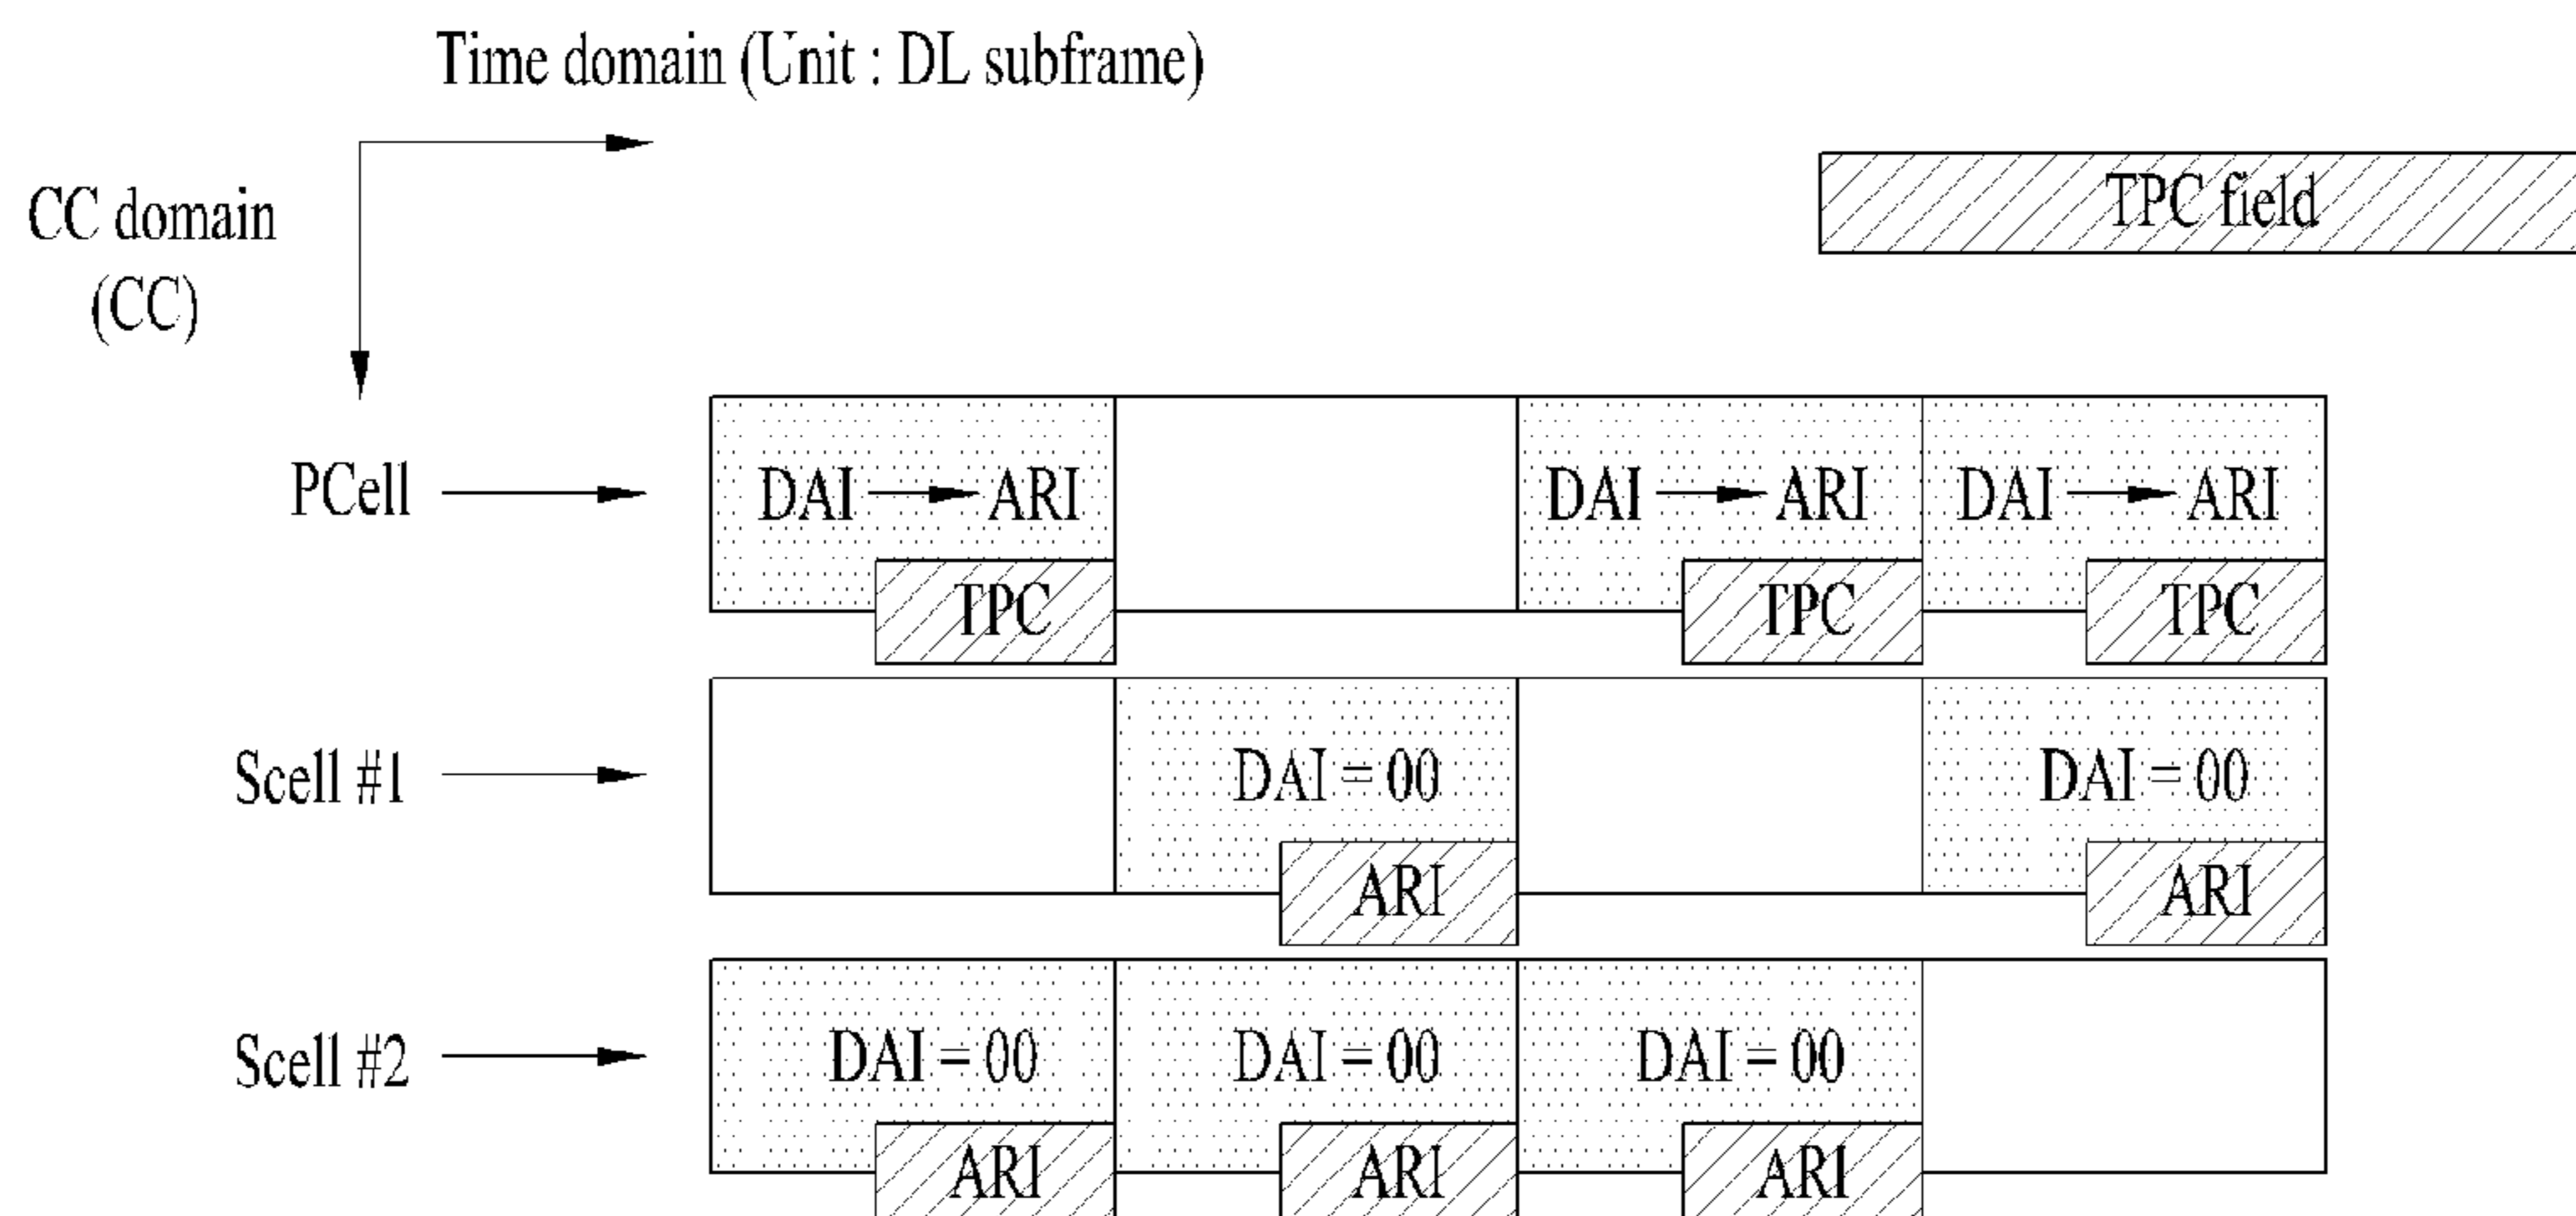 Time domain (Unit : DL subframe)
CC domain
(CC)
TPC field
PCell
DAI ARI
DAI ARI
DAI ARI
TPC
TPC
TPC
Scell #1
DAI = 00
DAI = 00
ARI
ARI
Scell #2
DAI = 00
DAI = 00
DAI = 00
ARI
ARI
ARI